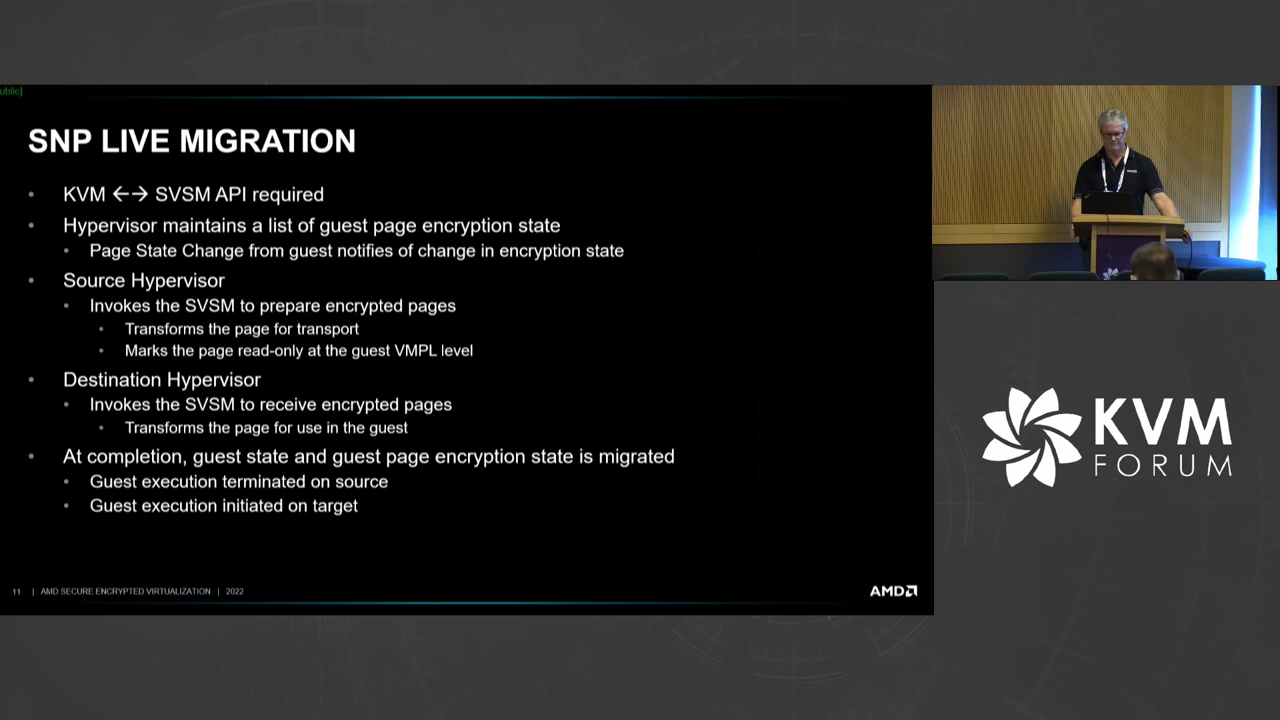 ublic]
SNP LIVE MIGRATION
• KVM ←→ SVSM API required
• Hypervisor maintains a list of guest page encryption state
• Page State Change from guest notifies of change in encryption state
• Source Hypervisor
• Invokes the SVSM to prepare encrypted pages
• Transforms the page for transport
• Marks the page read-only at the guest VMPL level
• Destination Hypervisor
• Invokes the SVSM to receive encrypted pages
• Transforms the page for use in the guest
• At completion, guest state and guest page encryption state is migrated
• Guest execution terminated on source
• Guest execution initiated on target
11 | AMD SECURE ENCRYPTED VIRTUALIZATION | 2022
AMD
KVM
FORUM